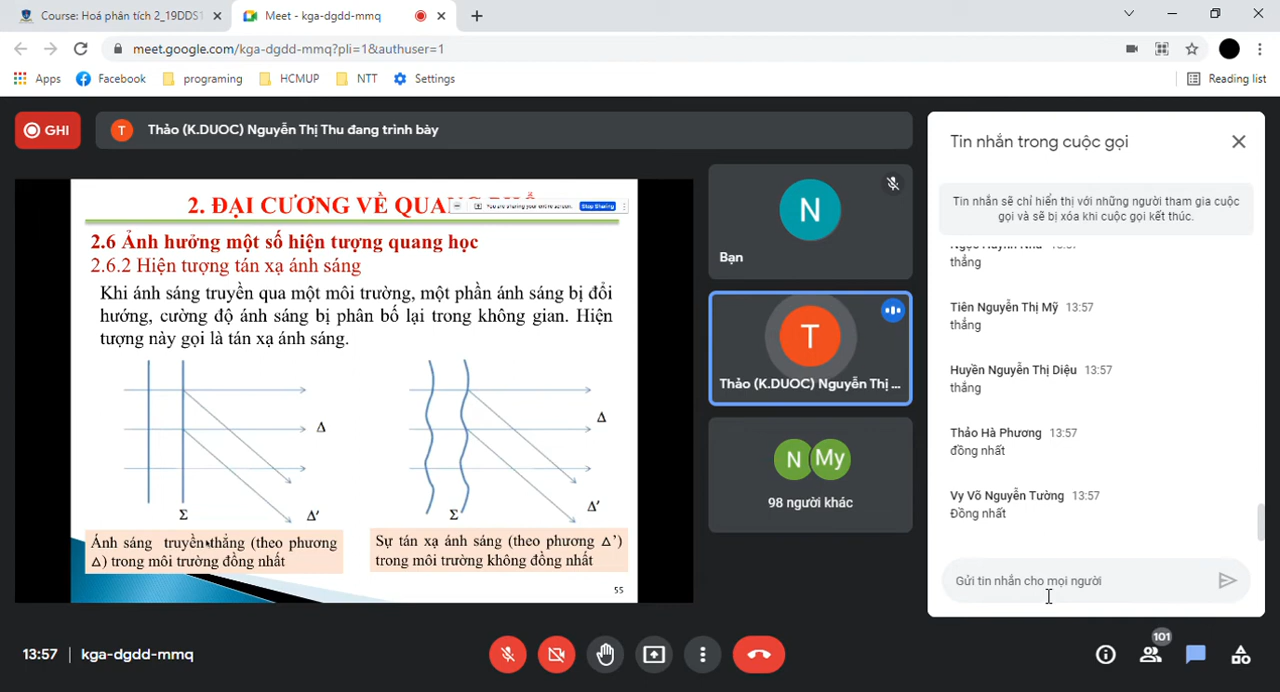 Course: Hoá phân tích 2_19DDS1
Meet - kga-dgdd-mmq
meet.google.com/kga-dgdd-mmq?pli=1&authuser=1
Apps
Facebook
programing
HCMUP
NTT
Settings
Reading list
GHI
T
Thảo (K.DUOC) Nguyễn Thị Thu đang trình bày
2. ĐẠI CƯƠNG VỀ QUA
You are sharing your entire screen.
Stop Sharing
2.6 Ảnh hưởng một số hiện tượng quang học
2.6.2 Hiện tượng tán xạ ánh sáng
Khi ánh sáng truyền qua một môi trường, một phần ánh sáng bị đổi
hướng, cường độ ánh sáng bị phân bố lại trong không gian. Hiện
tượng này gọi là tán xạ ánh sáng.
Δ
Σ
Δ'
Δ
Σ
Δ'
Ánh sáng truyền thẳng (theo phương
Δ) trong môi trường đồng nhất
Sự tán xạ ánh sáng (theo phương Δ')
trong môi trường không đồng nhất
55
N
Bạn
T
Thảo (K.DUOC) Nguyễn Thị ...
N
My
98 người khác
Tin nhắn trong cuộc gọi
Tin nhắn sẽ chỉ hiển thị với những người tham gia cuộc
gọi và sẽ bị xóa khi cuộc gọi kết thúc.
thẳng
Tiên Nguyễn Thị Mỹ 13:57
thẳng
Huyền Nguyễn Thị Diệu 13:57
thẳng
Thảo Hà Phương 13:57
đồng nhất
Vy Võ Nguyễn Tường 13:57
Đồng nhất
Gửi tin nhắn cho mọi người
13:57 | kga-dgdd-mmq
101